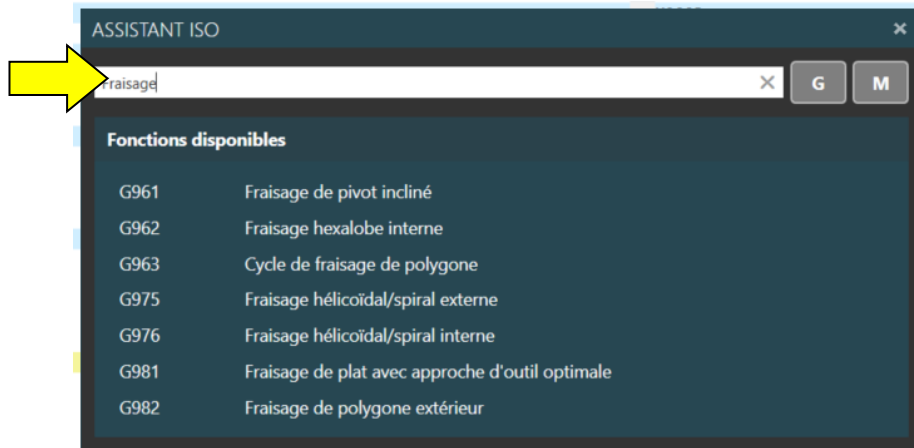 ASSISTANT ISO ×
Fraisage × G M
Fonctions disponibles
G961 Fraisage de pivot incliné
G962 Fraisage hexalobe interne
G963 Cycle de fraisage de polygone
G975 Fraisage hélicoïdal/spiral externe
G976 Fraisage hélicoïdal/spiral interne
G981 Fraisage de plat avec approche d'outil optimale
G982 Fraisage de polygone extérieur